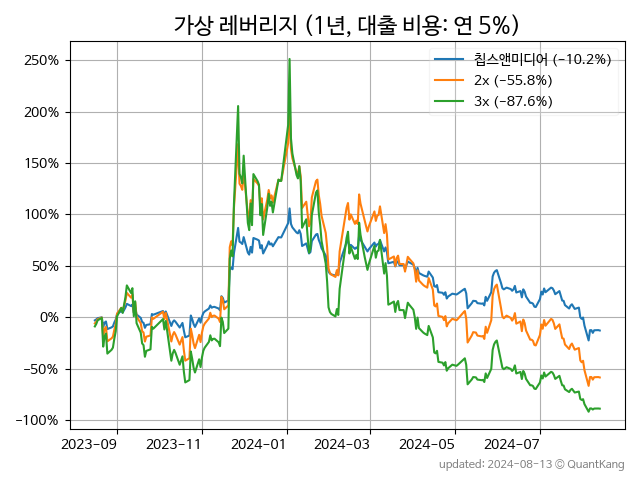 가상 레버리지 (1년, 대출 비용: 연 5%)
칩스앤미디어 (−10.2%)
2x (−55.8%)
3x (−87.6%)
250%
200%
150%
100%
50%
0%
−50%
−100%
2023-09 2023-11 2024-01 2024-03 2024-05 2024-07
updated: 2024-08-13 © QuantKang